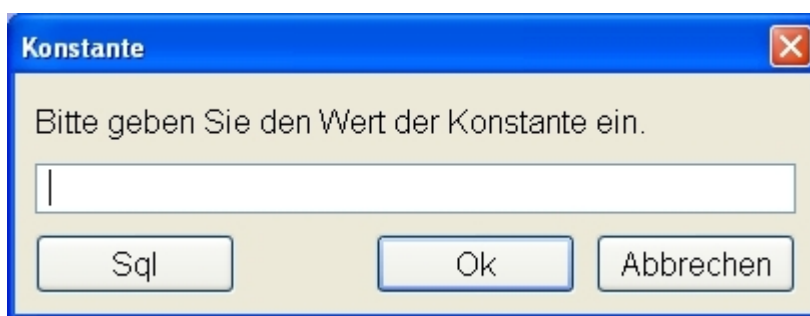 Konstante
Bitte geben Sie den Wert der Konstante ein.
Sql Ok Abbrechen